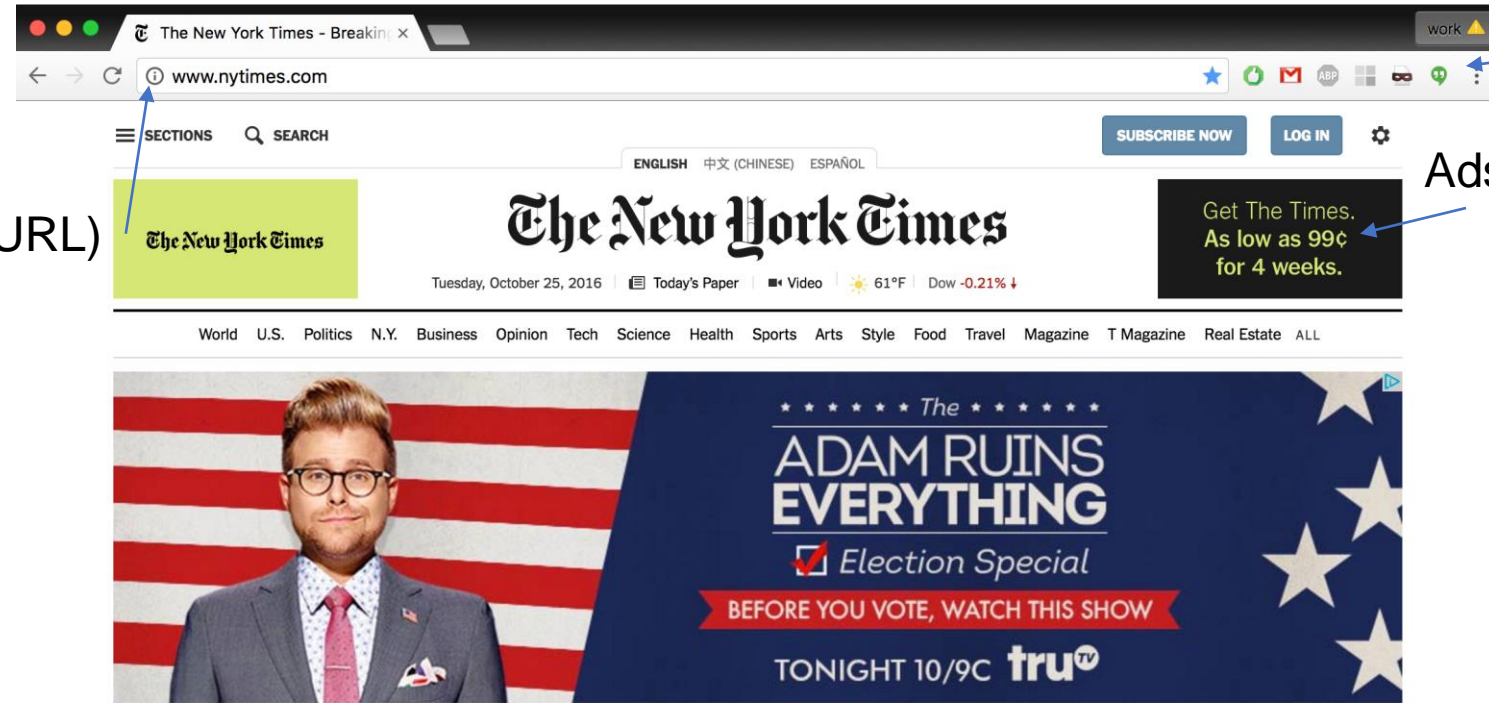 The New York Times - Breaking
work
www.nytimes.com
ABP
SECTIONS SEARCH
SUBSCRIBE NOW LOG IN
ENGLISH 中文 (CHINESE) ESPAÑOL
Ads
URL)
The New York Times
The New York Times
Get The Times.
As low as 99¢
for 4 weeks.
Tuesday, October 25, 2016 Today's Paper Video 61°F Dow -0.21%
World U.S. Politics N.Y. Business Opinion Tech Science Health Sports Arts Style Food Travel Magazine T Magazine Real Estate ALL
The
ADAM RUINS
EVERYTHING
Election Special
BEFORE YOU VOTE, WATCH THIS SHOW
TONIGHT 10/9C truTV